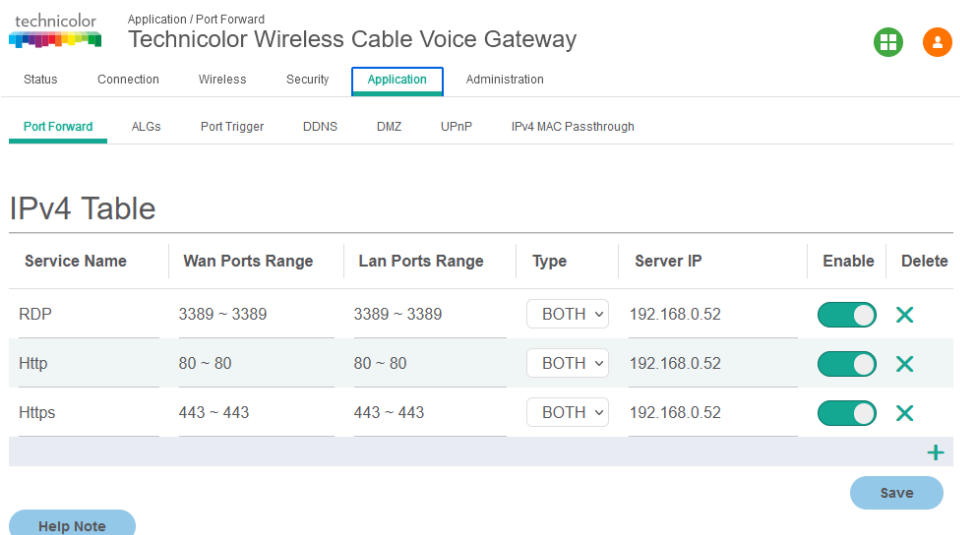 technicolor
Application / Port Forward
Technicolor Wireless Cable Voice Gateway
Status Connection Wireless Security Application Administration
Port Forward ALGs Port Trigger DDNS DMZ UPnP IPv4 MAC Passthrough
IPv4 Table
Service Name Wan Ports Range Lan Ports Range Type Server IP Enable Delete
RDP 3389 ~ 3389 3389 ~ 3389 BOTH 192.168.0.52
Http 80 ~ 80 80 ~ 80 BOTH 192.168.0.52
Https 443 ~ 443 443 ~ 443 BOTH 192.168.0.52
Save
Help Note